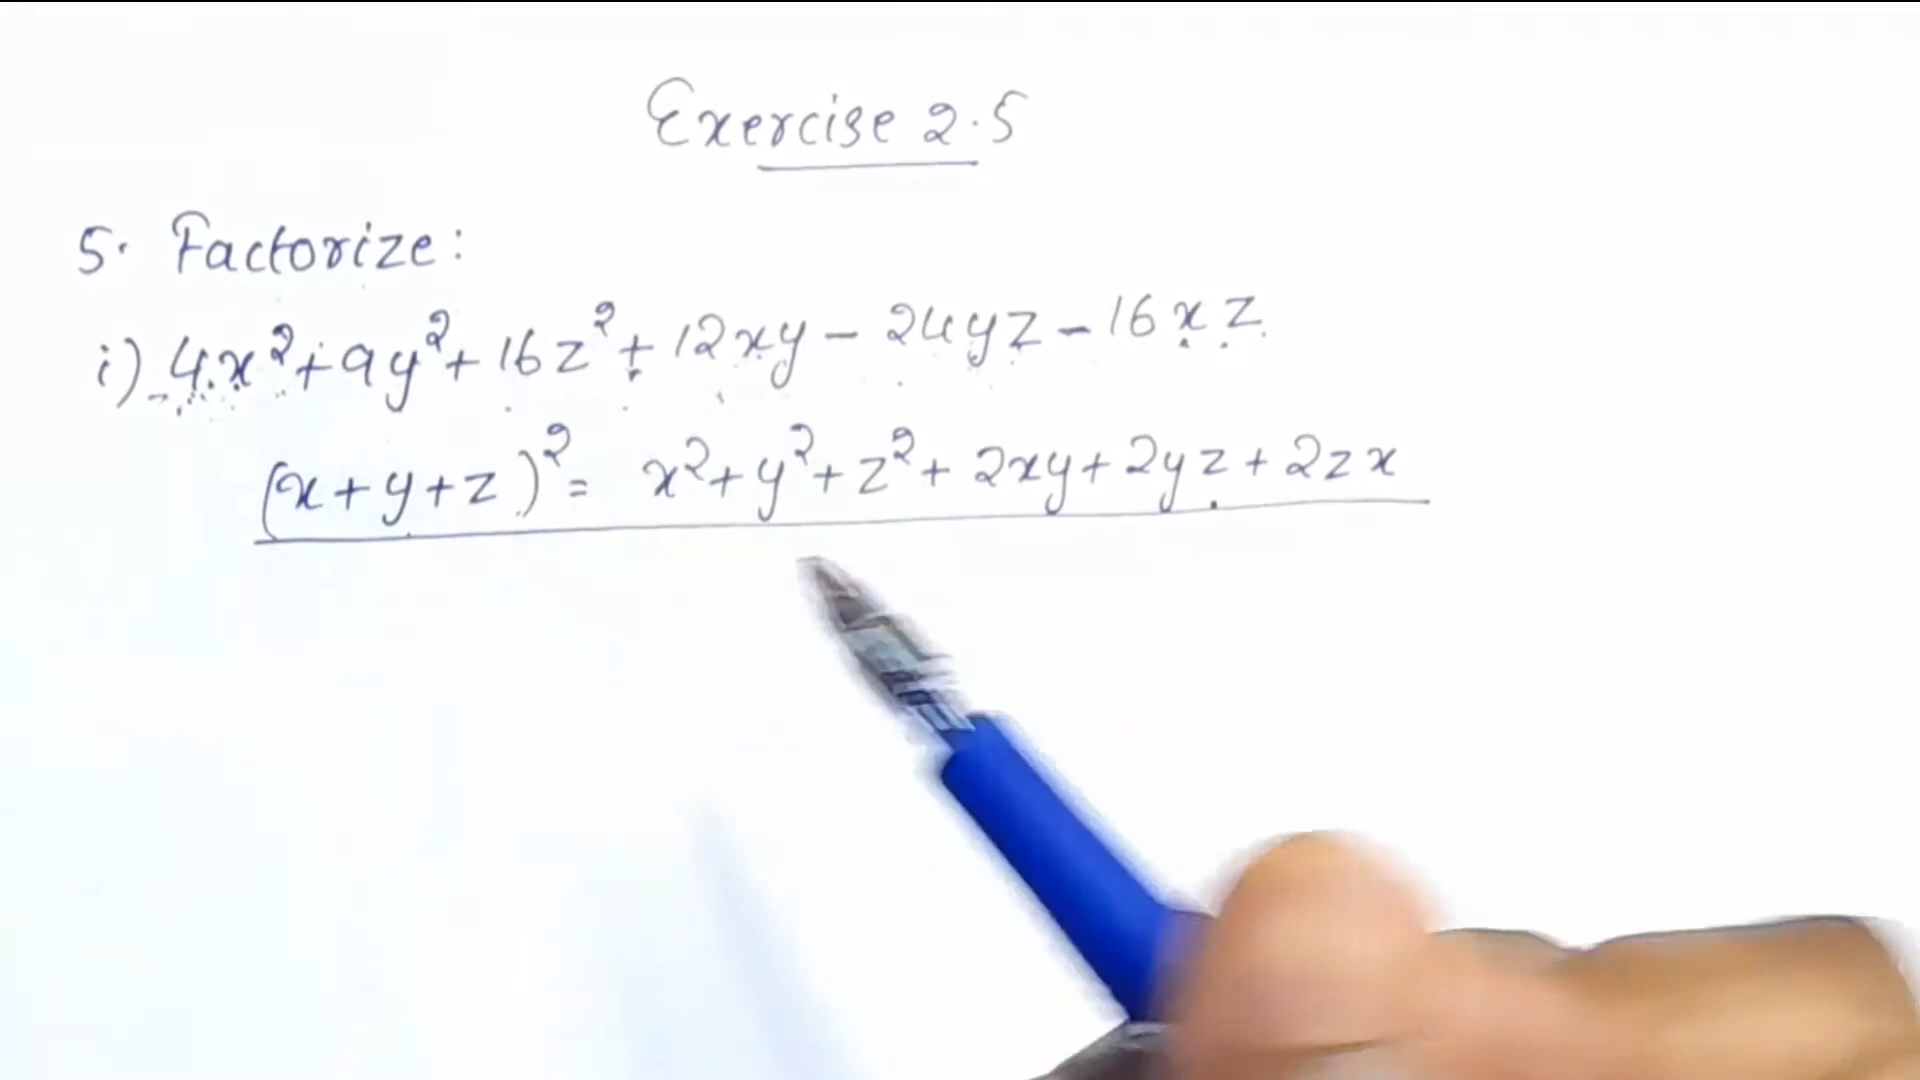 Exercise 2.5
5. Factorize:
i) 4x²+9y²+16z²+12xy-24yz-16xz
(x+y+z)² = x²+y²+z²+2xy+2yz+2zx